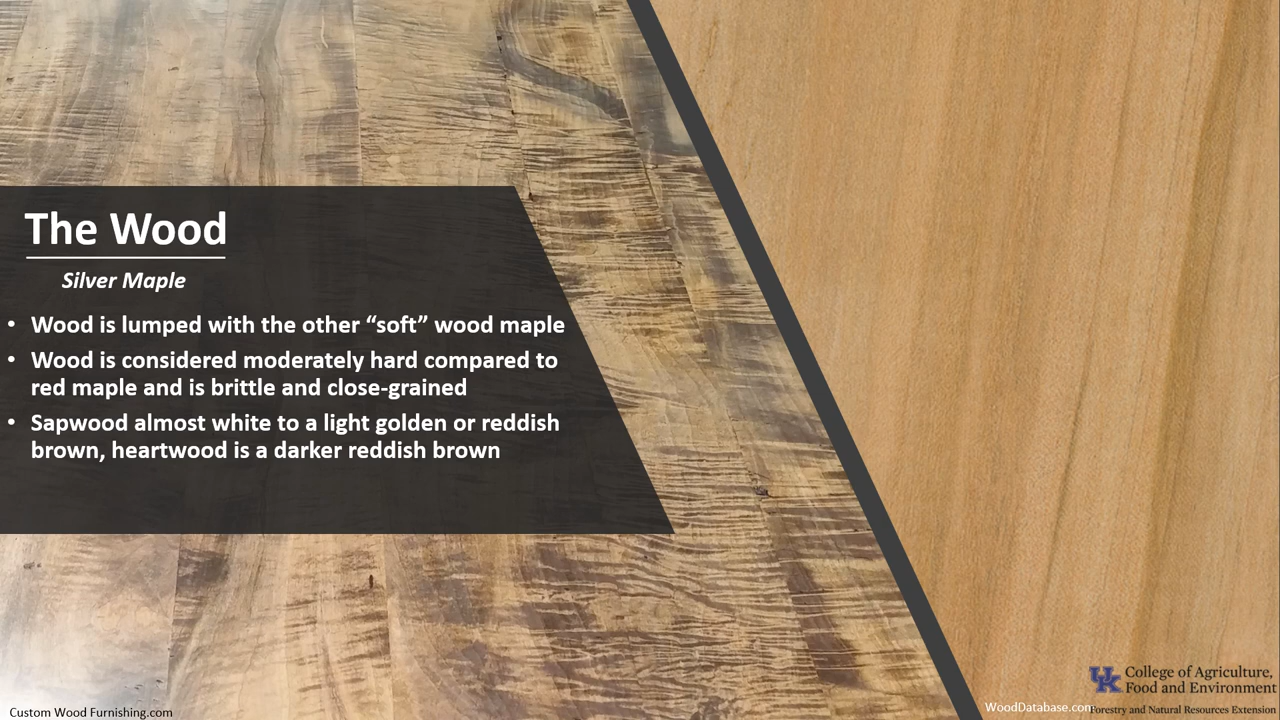 The Wood
Silver Maple
• Wood is lumped with the other “soft” wood maple
• Wood is considered moderately hard compared to
red maple and is brittle and close-grained
• Sapwood almost white to a light golden or reddish
brown, heartwood is a darker reddish brown
UK College of Agriculture,
Food and Environment
Forestry and Natural Resources Extension
WoodDatabase.com
Custom Wood Furnishing.com